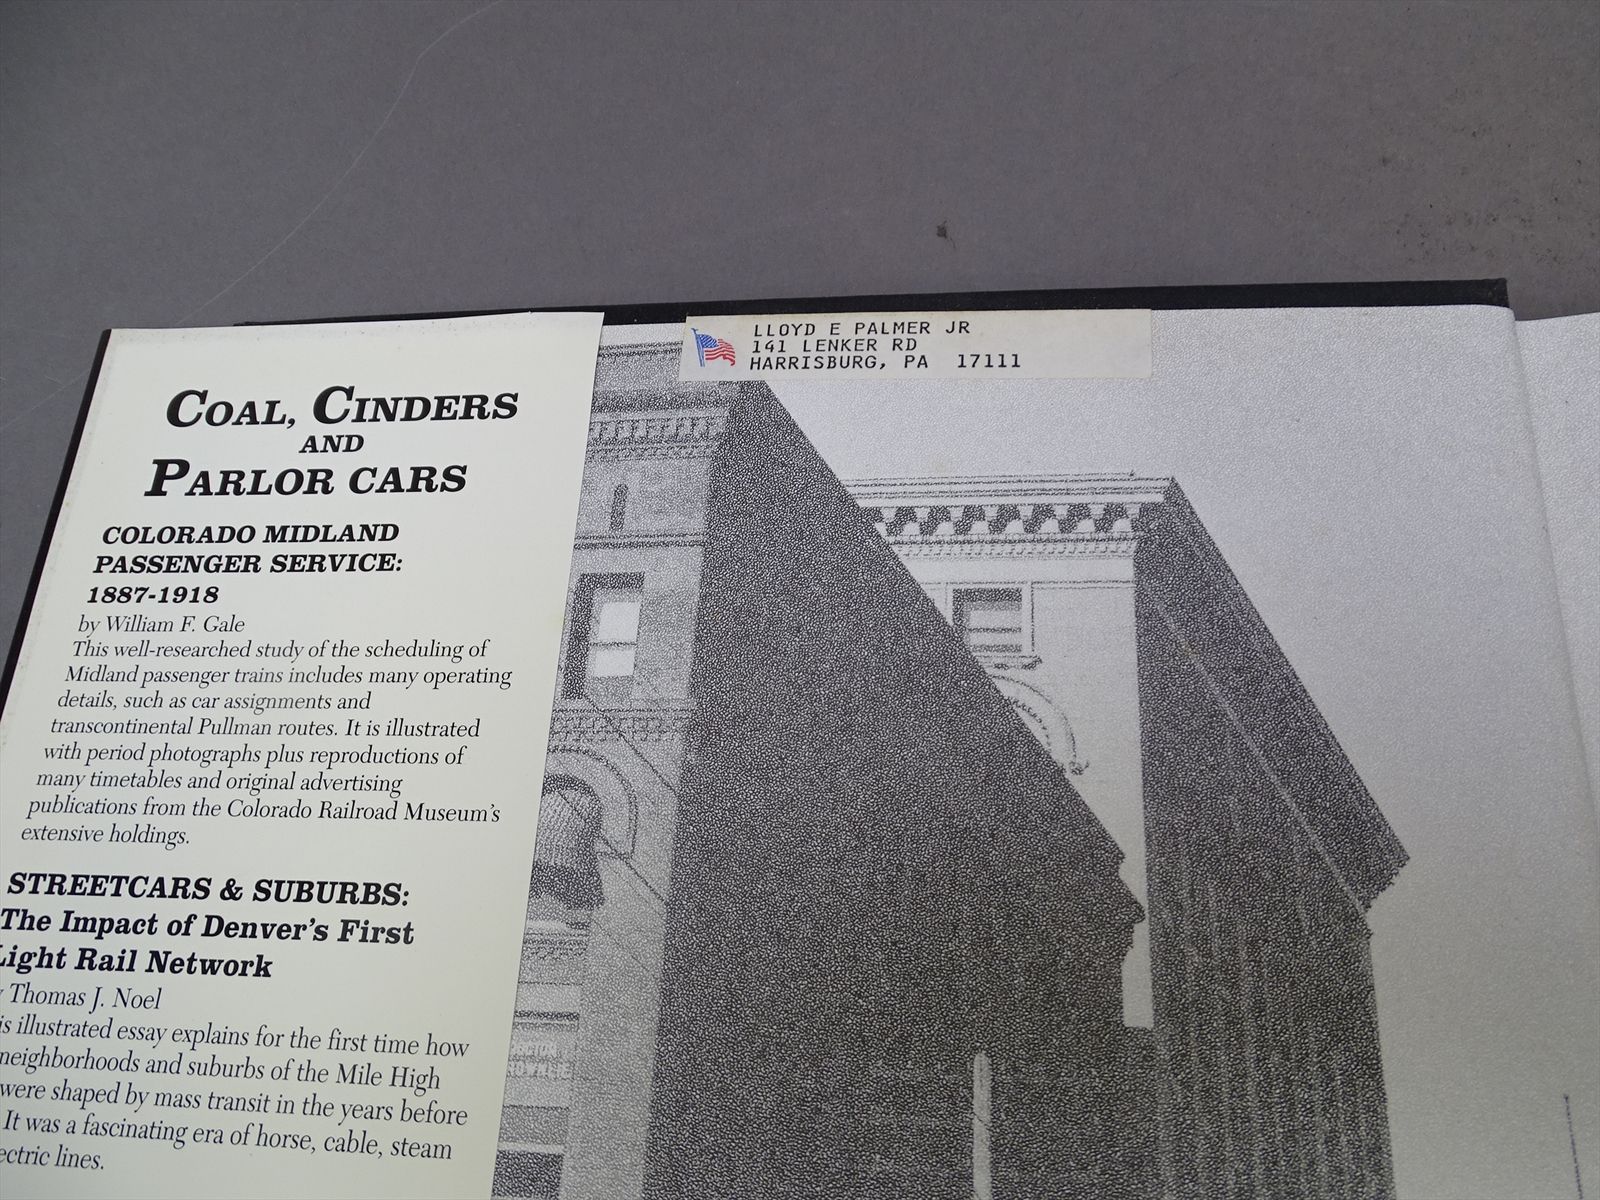 COAL, CINDERS
AND
PARLOR CARS
COLORADO MIDLAND
PASSENGER SERVICE:
1887-1918
by William F. Gale
This well-researched study of the scheduling of
Midland passenger trains includes many operating
details, such as car assignments and
transcontinental Pullman routes. It is illustrated
with period photographs plus reproductions of
many timetables and original advertising
publications from the Colorado Railroad Museum's
extensive holdings.
STREETCARS & SUBURBS:
The Impact of Denver's First
Light Rail Network
Thomas J. Noel
illustrated essay explains for the first time how
neighborhoods and suburbs of the Mile High
were shaped by mass transit in the years before
It was a fascinating era of horse, cable, steam
lines.
LLOYD E PALMER JR
141 LENKER RD
HARRISBURG, PA 17111